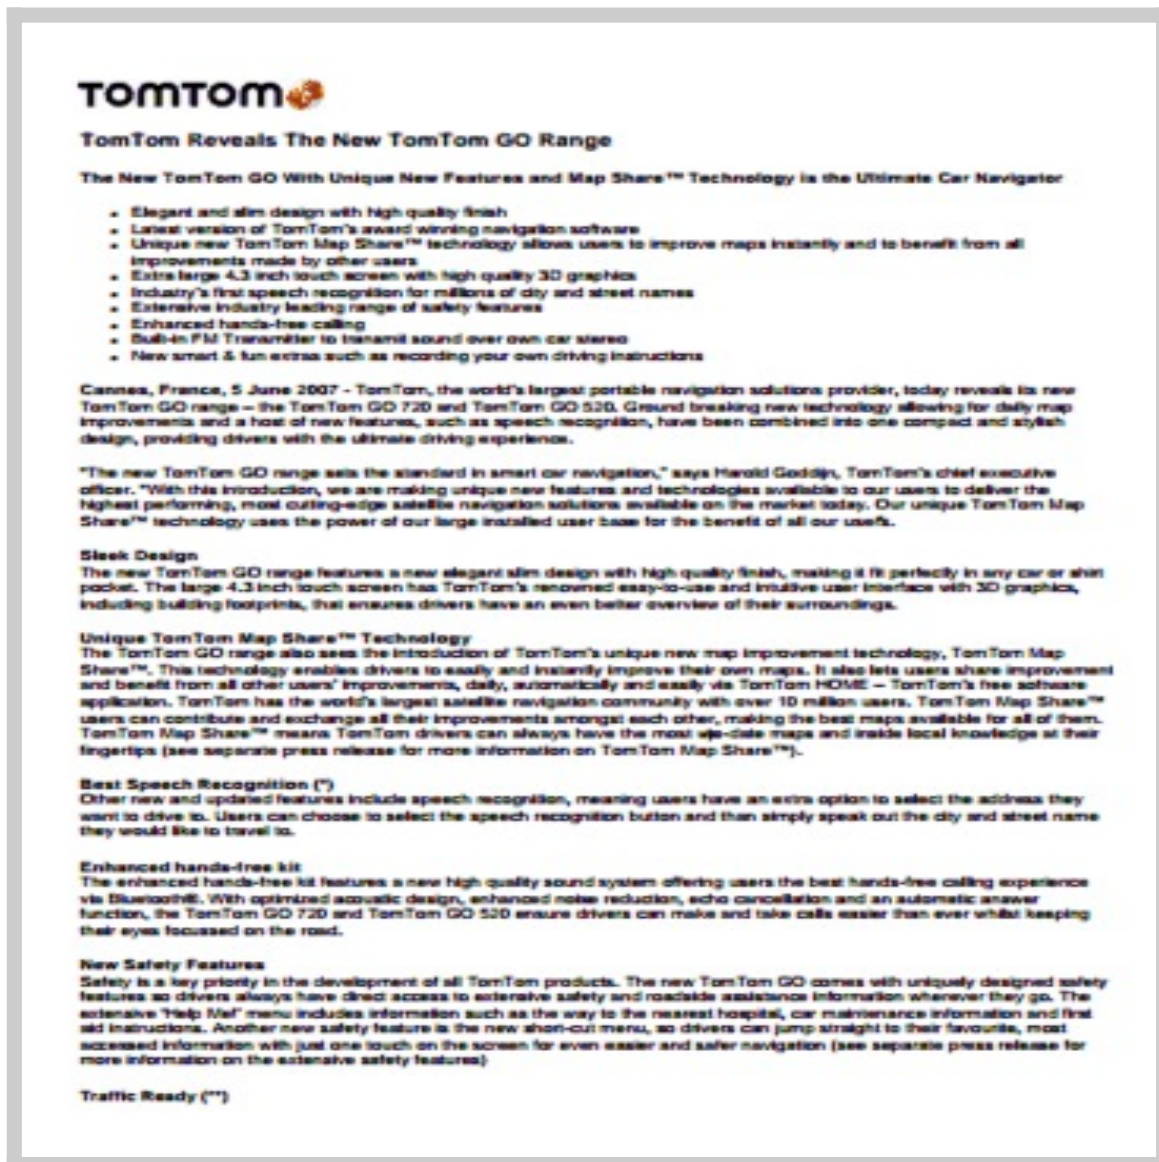 TOMTOM
TomTom Reveals The New TomTom GO Range
The New TomTom GO With Unique New Features and Map Share™ Technology is the Ultimate Car Navigator
• Elegant and slim design with high quality finish
• Latest version of TomTom's award winning navigation software
• Unique new TomTom Map Share™ technology allows users to improve maps instantly and to benefit from all
improvements made by other users
• Extra large 4.3 inch touch screen with high quality 3D graphics
• Industry's first speech recognition for millions of city and street names
• Extensive industry leading range of safety features
• Enhanced hands-free calling
• Built-in FM Transmitter to transmit sound over own car stereo
• New smart & fun extras such as recording your own driving instructions
Cannes, France, 5 June 2007 - TomTom, the world's largest portable navigation solutions provider, today reveals its new
TomTom GO range – the TomTom GO 720 and TomTom GO 520. Ground breaking new technology allowing for daily map
improvements and a host of new features, such as speech recognition, have been combined into one compact and stylish
design, providing drivers with the ultimate driving experience.
"The new TomTom GO range sets the standard in smart car navigation," says Harold Goddijn, TomTom's chief executive
officer. "With this introduction, we are making unique new features and technologies available to our users to deliver the
highest performing, most cutting-edge satellite navigation solutions available on the market today. Our unique TomTom Map
Share™ technology uses the power of our large installed user base for the benefit of all our users.
Sleek Design
The new TomTom GO range features a new elegant slim design with high quality finish, making it fit perfectly in any car or shirt
pocket. The large 4.3 inch touch screen has TomTom's renowned easy-to-use and intuitive user interface with 3D graphics,
including building footprints, that ensures drivers have an even better overview of their surroundings.
Unique TomTom Map Share™ Technology
The TomTom GO range also sees the introduction of TomTom's unique new map improvement technology, TomTom Map
Share™. This technology enables drivers to easily and instantly improve their own maps. It also lets users share improvement
and benefit from all other users' improvements, daily, automatically and easily via TomTom HOME – TomTom's free software
application. TomTom has the world's largest satellite navigation community with over 10 million users. TomTom Map Share™
users can contribute and exchange all their improvements amongst each other, making the best maps available for all of them.
TomTom Map Share™ means TomTom drivers can always have the most maps and inside local knowledge at their
fingertips (see separate press release for more information on TomTom Map Share™).
Best Speech Recognition (*)
Other new and updated features include speech recognition, meaning users have an extra option to select the address they
want to drive to. Users can choose to select the speech recognition button and than simply speak out the city and street name
they would like to travel to.
Enhanced hands-free kit
The enhanced hands-free kit features a new high quality sound system offering users the best hands-free calling experience
via Bluetooth®. With optimized acoustic design, enhanced noise reduction, echo cancellation and an automatic answer
function, the TomTom GO 720 and TomTom GO 520 ensure drivers can make and take calls easier than ever whilst keeping
their eyes focussed on the road.
New Safety Features
Safety is a key priority in the development of all TomTom products. The new TomTom GO comes with uniquely designed safety
features so drivers always have direct access to extensive safety and roadside assistance information wherever they go. The
extensive "Help Me!" menu includes information such as the way to the nearest hospital, car maintenance information and first
aid instructions. Another new safety feature is the new short-cut menu, so drivers can jump straight to their favourite, most
accessed information with just one touch on the screen for even easier and safer navigation (see separate press release for
more information on the extensive safety features)
Traffic Ready (**)